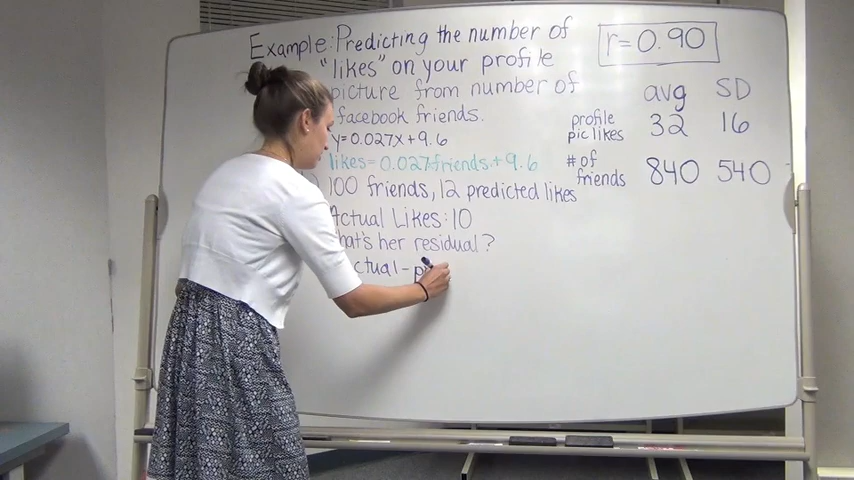 Example: Predicting the number of
"likes" on your profile
picture from number of
facebook friends.
y=0.027x+9.6
likes=0.027friends+9.6
100 friends, 12 predicted likes
Actual Likes: 10
her residual?
r=0.90
avg SD
profile
pic likes 32 16
# of
friends 840 540